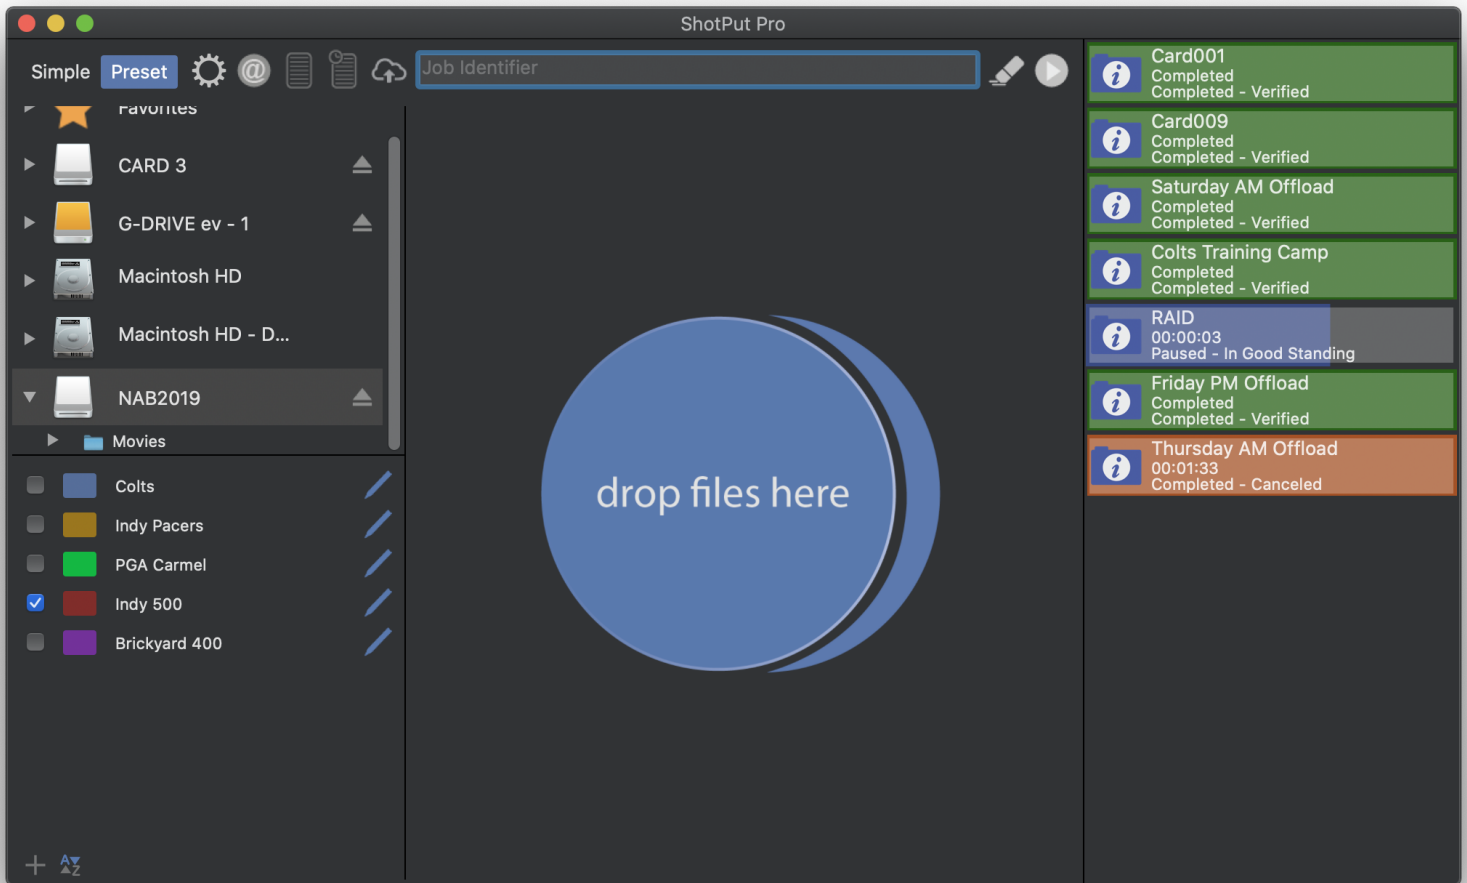 ShotPut Pro
Simple Preset @ Job Identifier
Favorites
CARD 3
G-DRIVE ev - 1
Macintosh HD
Macintosh HD - D...
NAB2019
Movies
Colts
Indy Pacers
PGA Carmel
Indy 500
Brickyard 400
A
Z
drop files here
Card001
Completed
Completed - Verified
Card009
Completed
Completed - Verified
Saturday AM Offload
Completed
Completed - Verified
Colts Training Camp
Completed
Completed - Verified
RAID
00:00:03
Paused - In Good Standing
Friday PM Offload
Completed
Completed - Verified
Thursday AM Offload
00:01:33
Completed - Canceled